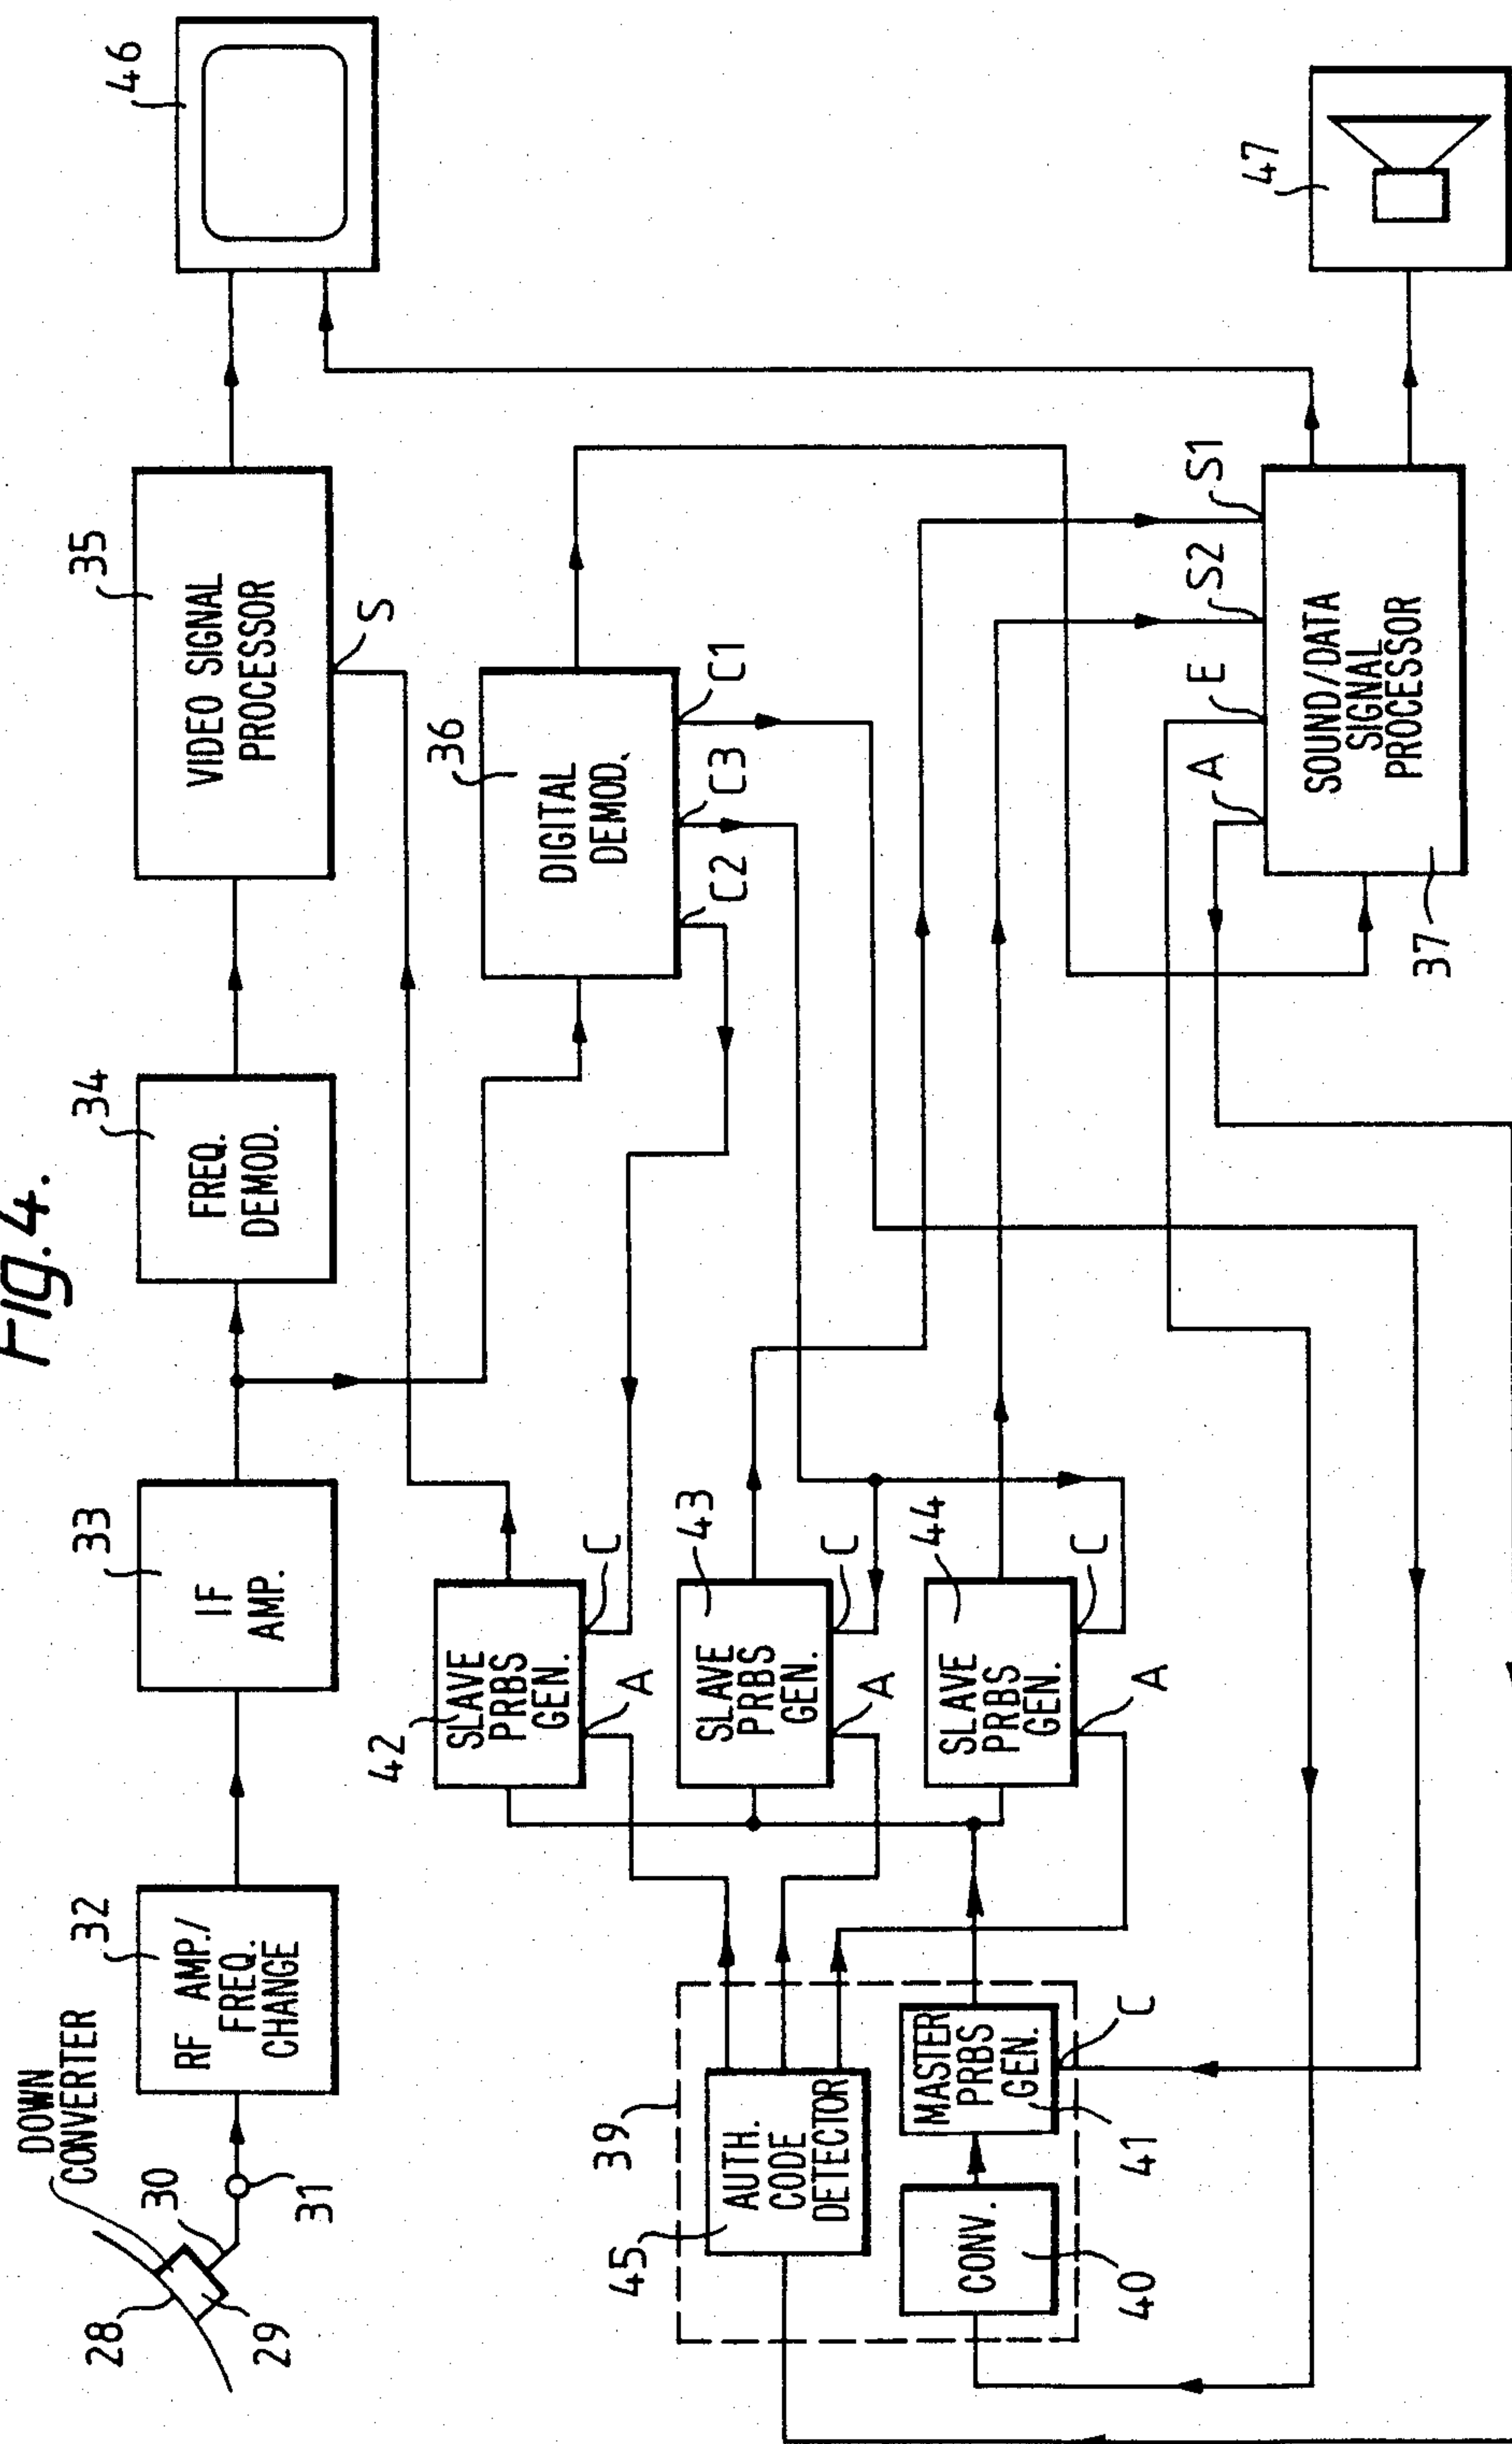 Fig.4.
DOWN
CONVERTER
28
29
30
31
32
RF AMP./
FREQ.
CHANGE
33
IF
AMP.
34
FREQ.
DEMOD.
35
VIDEO SIGNAL
PROCESSOR
S
46
36
DIGITAL
DEMOD.
C2
C3
C1
42
SLAVE
PRBS
GEN.
A
C
43
SLAVE
PRBS
GEN.
A
C
44
SLAVE
PRBS
GEN.
A
C
39
45
AUTH.
CODE
DETECTOR
CONV.
40
MASTER
PRBS
GEN.
41
C
A
E
S2
S1
SOUND/DATA
SIGNAL
PROCESSOR
37
47